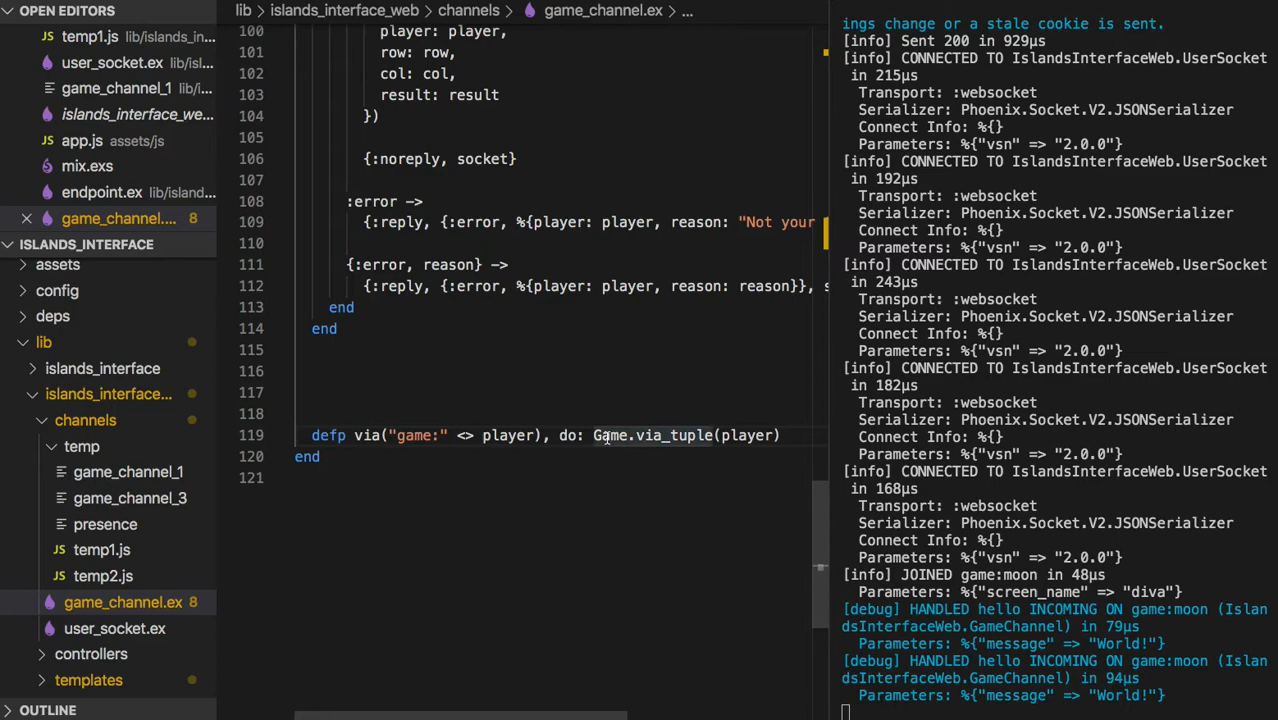 OPEN EDITORS
temp1.js lib/islands_in...
user_socket.ex lib/isl...
game_channel_1 lib/i...
islands_interface_we...
app.js assets/js
mix.exs
endpoint.ex lib/island...
game_channel.... 8
ISLANDS_INTERFACE
assets
config
deps
lib
islands_interface
islands_interface...
channels
temp
game_channel_1
game_channel_3
presence
temp1.js
temp2.js
game_channel.ex 8
user_socket.ex
controllers
templates
OUTLINE
lib > islands_interface_web > channels > game_channel.ex > ...
100 player: player,
101 row: row,
102 col: col,
103 result: result
104 })
105
106 {:noreply, socket}
107
108 :error ->
109 {:reply, {:error, %{player: player, reason: "Not your
110
111 {:error, reason} ->
112 {:reply, {:error, %{player: player, reason: reason}}, s
113 end
114 end
115
116
117
118
119 defp via("game:" <> player), do: Game.via_tuple(player)
120 end
121
ings change or a stale cookie is sent.
[info] Sent 200 in 929µs
[info] CONNECTED TO IslandsInterfaceWeb.UserSocket
in 215µs
Transport: :websocket
Serializer: Phoenix.Socket.V2.JSONSerializer
Connect Info: %{}
Parameters: %{"vsn" => "2.0.0"}
[info] CONNECTED TO IslandsInterfaceWeb.UserSocket
in 192µs
Transport: :websocket
Serializer: Phoenix.Socket.V2.JSONSerializer
Connect Info: %{}
Parameters: %{"vsn" => "2.0.0"}
[info] CONNECTED TO IslandsInterfaceWeb.UserSocket
in 243µs
Transport: :websocket
Serializer: Phoenix.Socket.V2.JSONSerializer
Connect Info: %{}
Parameters: %{"vsn" => "2.0.0"}
[info] CONNECTED TO IslandsInterfaceWeb.UserSocket
in 182µs
Transport: :websocket
Serializer: Phoenix.Socket.V2.JSONSerializer
Connect Info: %{}
Parameters: %{"vsn" => "2.0.0"}
[info] CONNECTED TO IslandsInterfaceWeb.UserSocket
in 168µs
Transport: :websocket
Serializer: Phoenix.Socket.V2.JSONSerializer
Connect Info: %{}
Parameters: %{"vsn" => "2.0.0"}
[info] JOINED game:moon in 48µs
Parameters: %{"screen_name" => "diva"}
[debug] HANDLED hello INCOMING ON game:moon (Islan
dsInterfaceWeb.GameChannel) in 79µs
Parameters: %{"message" => "World!"}
[debug] HANDLED hello INCOMING ON game:moon (Islan
dsInterfaceWeb.GameChannel) in 94µs
Parameters: %{"message" => "World!"}